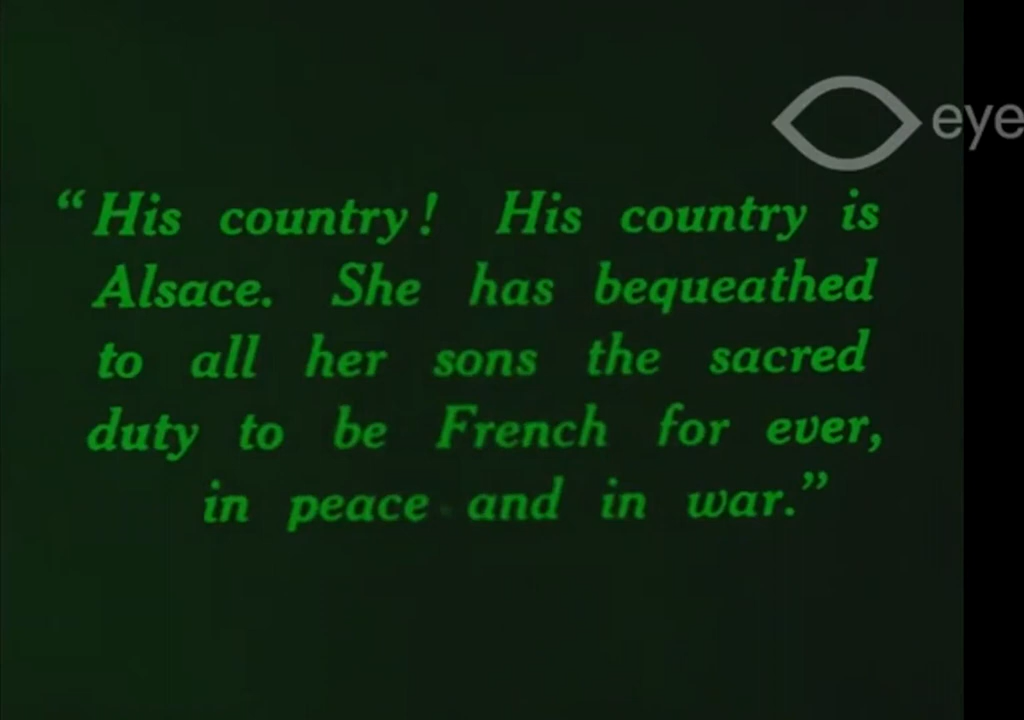 eye
“His country! His country is
Alsace. She has bequeathed
to all her sons the sacred
duty to be French for ever,
in peace and in war.”